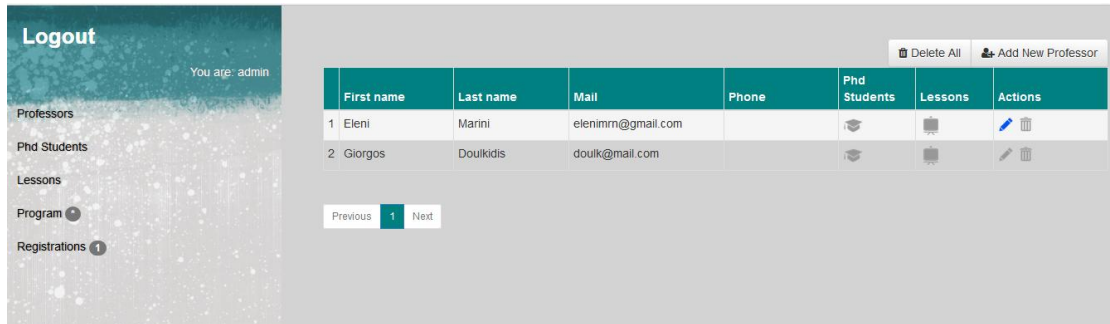 Logout
You are: admin
Professors
Phd Students
Lessons
Program *
Registrations 1
Delete All
Add New Professor
First name Last name Mail Phone Phd Students Lessons Actions
1 Eleni Marini elenimrn@gmail.com
2 Giorgos Doulkidis doulk@mail.com
Previous 1 Next